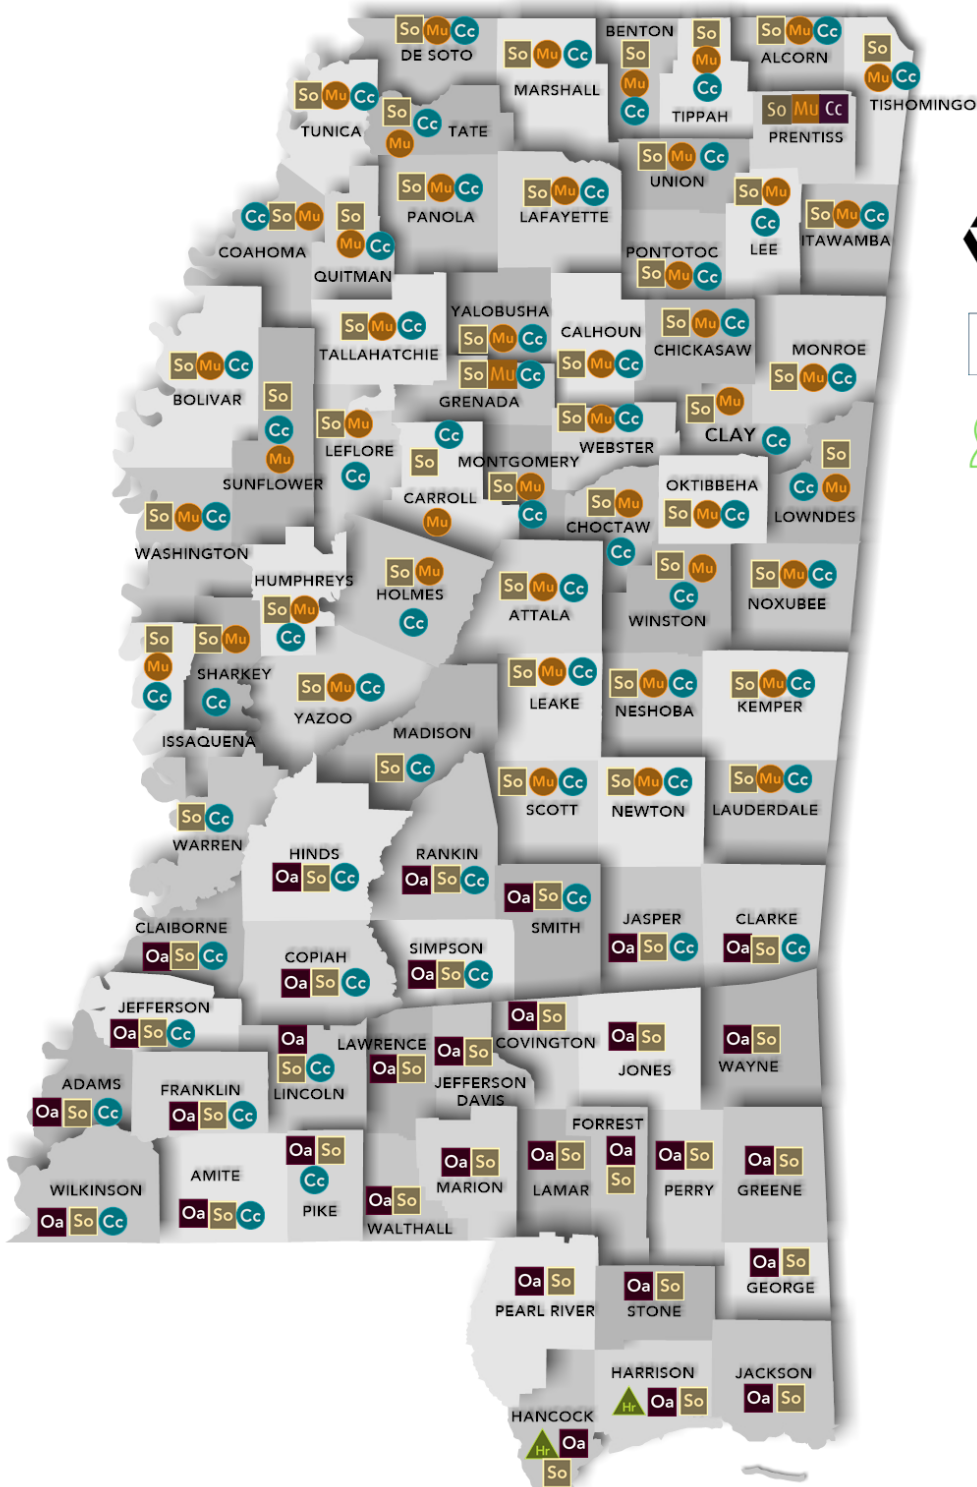 So Mu Cc
DE SOTO
So Mu Cc
MARSHALL
BENTON
So
Mu
Cc
So
Mu
Cc
TIPPAH
So Mu Cc
ALCORN
So
Mu Cc
TISHOMINGO
So Mu Cc
TUNICA
So
Cc
Mu
TATE
So Mu Cc
PRENTISS
So Mu Cc
UNION
So Mu Cc
PANOLA
So Mu Cc
LAFAYETTE
So Mu
Cc
LEE
So Mu Cc
ITAWAMBA
Cc So Mu
COAHOMA
So
Mu Cc
QUITMAN
PONTOTOC
So Mu Cc
So Mu Cc
TALLAHATCHIE
YALOBUSHA
So Mu Cc
CALHOUN
So Mu Cc
So Mu Cc
CHICKASAW
MONROE
So Mu Cc
So Mu Cc
BOLIVAR
So Mu Cc
GRENADA
So
Cc
Mu
SUNFLOWER
So Mu
LEFLORE
Cc
Cc
So
CARROLL
Mu
MONTGOMERY
So Mu
Cc
So Mu Cc
WEBSTER
So Mu
CLAY
Cc
So
Cc Mu
LOWNDES
OKTIBBEHA
So Mu Cc
So Mu
CHOCTAW
Cc
So Mu Cc
WASHINGTON
HUMPHREYS
So Mu
Cc
So Mu
HOLMES
Cc
So Mu Cc
ATTALA
So Mu
Cc
WINSTON
So Mu Cc
NOXUBEE
So
Mu
Cc
ISSAQUENA
So Mu
SHARKEY
Cc
So Mu Cc
YAZOO
So Mu Cc
LEAKE
So Mu Cc
NESHOBA
So Mu Cc
KEMPER
MADISON
So Cc
So Mu Cc
SCOTT
So Mu Cc
NEWTON
So Mu Cc
LAUDERDALE
So Cc
WARREN
HINDS
Oa So Cc
RANKIN
Oa So Cc
Oa So Cc
SMITH
JASPER
Oa So Cc
CLARKE
Oa So Cc
CLAIBORNE
Oa So Cc
COPIAH
Oa So Cc
SIMPSON
Oa So Cc
JEFFERSON
Oa So Cc
Oa
So Cc
LINCOLN
LAWRENCE
Oa So
Oa So
JEFFERSON
DAVIS
Oa So
COVINGTON
Oa So
JONES
Oa So
WAYNE
ADAMS
Oa So Cc
FRANKLIN
Oa So Cc
WILKINSON
Oa So Cc
AMITE
Oa So Cc
Oa So
Cc
PIKE
Oa So
WALTHALL
Oa So
MARION
Oa So
LAMAR
FORREST
Oa
So
Oa So
PERRY
Oa So
GREENE
Oa So
PEARL RIVER
Oa So
STONE
Oa So
GEORGE
HARRISON
Hr Oa So
JACKSON
Oa So
HANCOCK
Hr Oa
So